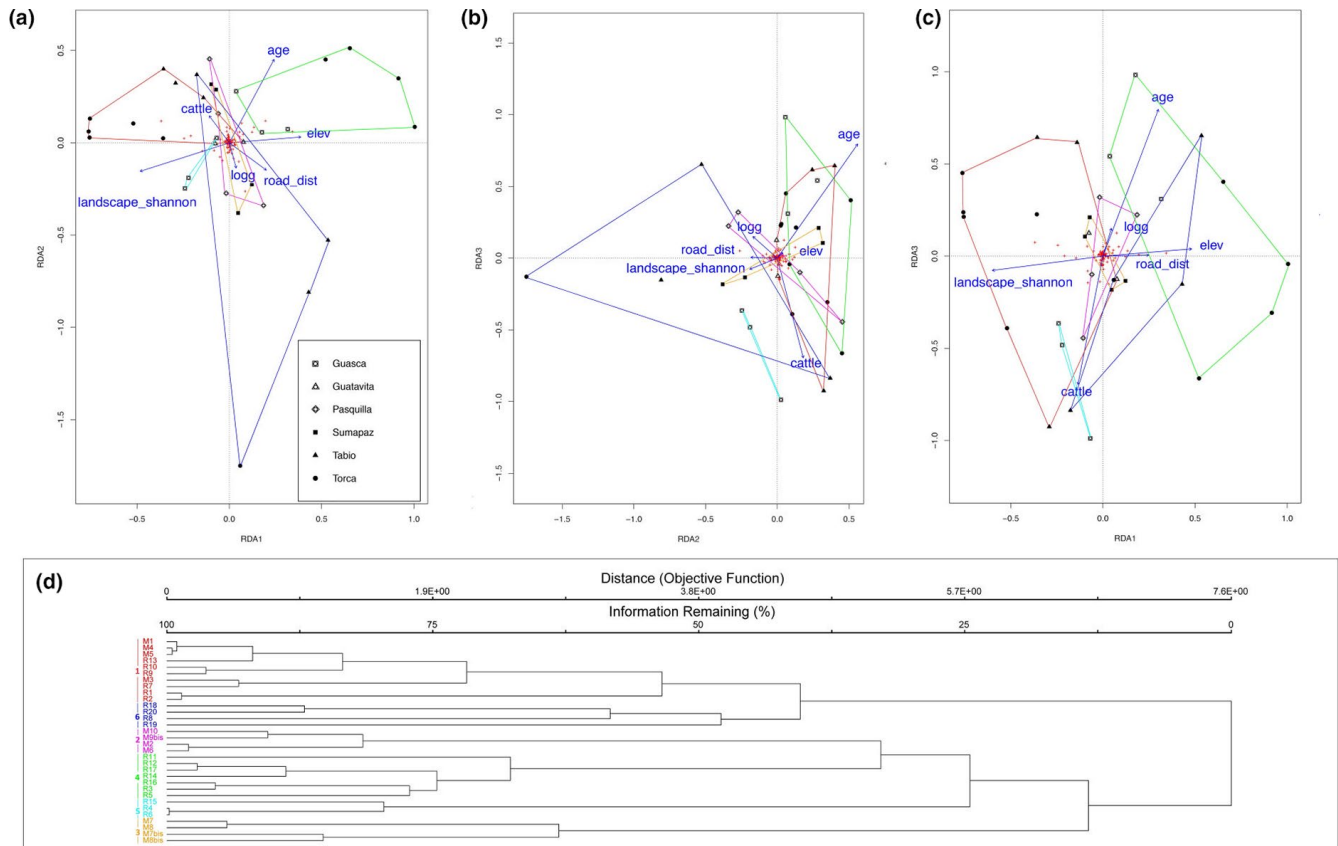 (a)
age
cattle
elev
logg
road_dist
landscape_shannon
RDA2
0.5
0.0
−0.5
−1.0
−1.5
−0.5
0.0
0.5
1.0
RDA1
Guasca
Guatavita
Pasquilla
Sumapaz
Tabio
Torca
(b)
age
logg
road_dist
elev
landscape_shannon
cattle
RDA3
1.5
1.0
0.5
0.0
−0.5
−1.0
−1.5
−1.5
−1.0
−0.5
0.0
0.5
RDA2
(c)
age
logg
elev
road_dist
landscape_shannon
cattle
RDA3
1.0
0.5
0.0
−0.5
−1.0
−0.5
0.0
0.5
1.0
RDA1
(d)
Distance (Objective Function)
0 1.9E+00 3.8E+00 5.7E+00 7.6E+00
Information Remaining (%)
100 75 50 25 0
M1
M4
M5
R13
R10
1 R9
M3
R7
R1
R2
R18
R20
6 R8
R19
M10
2 M9bis
M2
M6
R11
R12
R17
4 R14
R16
R3
R5
R15
R4
5 R6
M7
M8
3 M7bis
M8bis